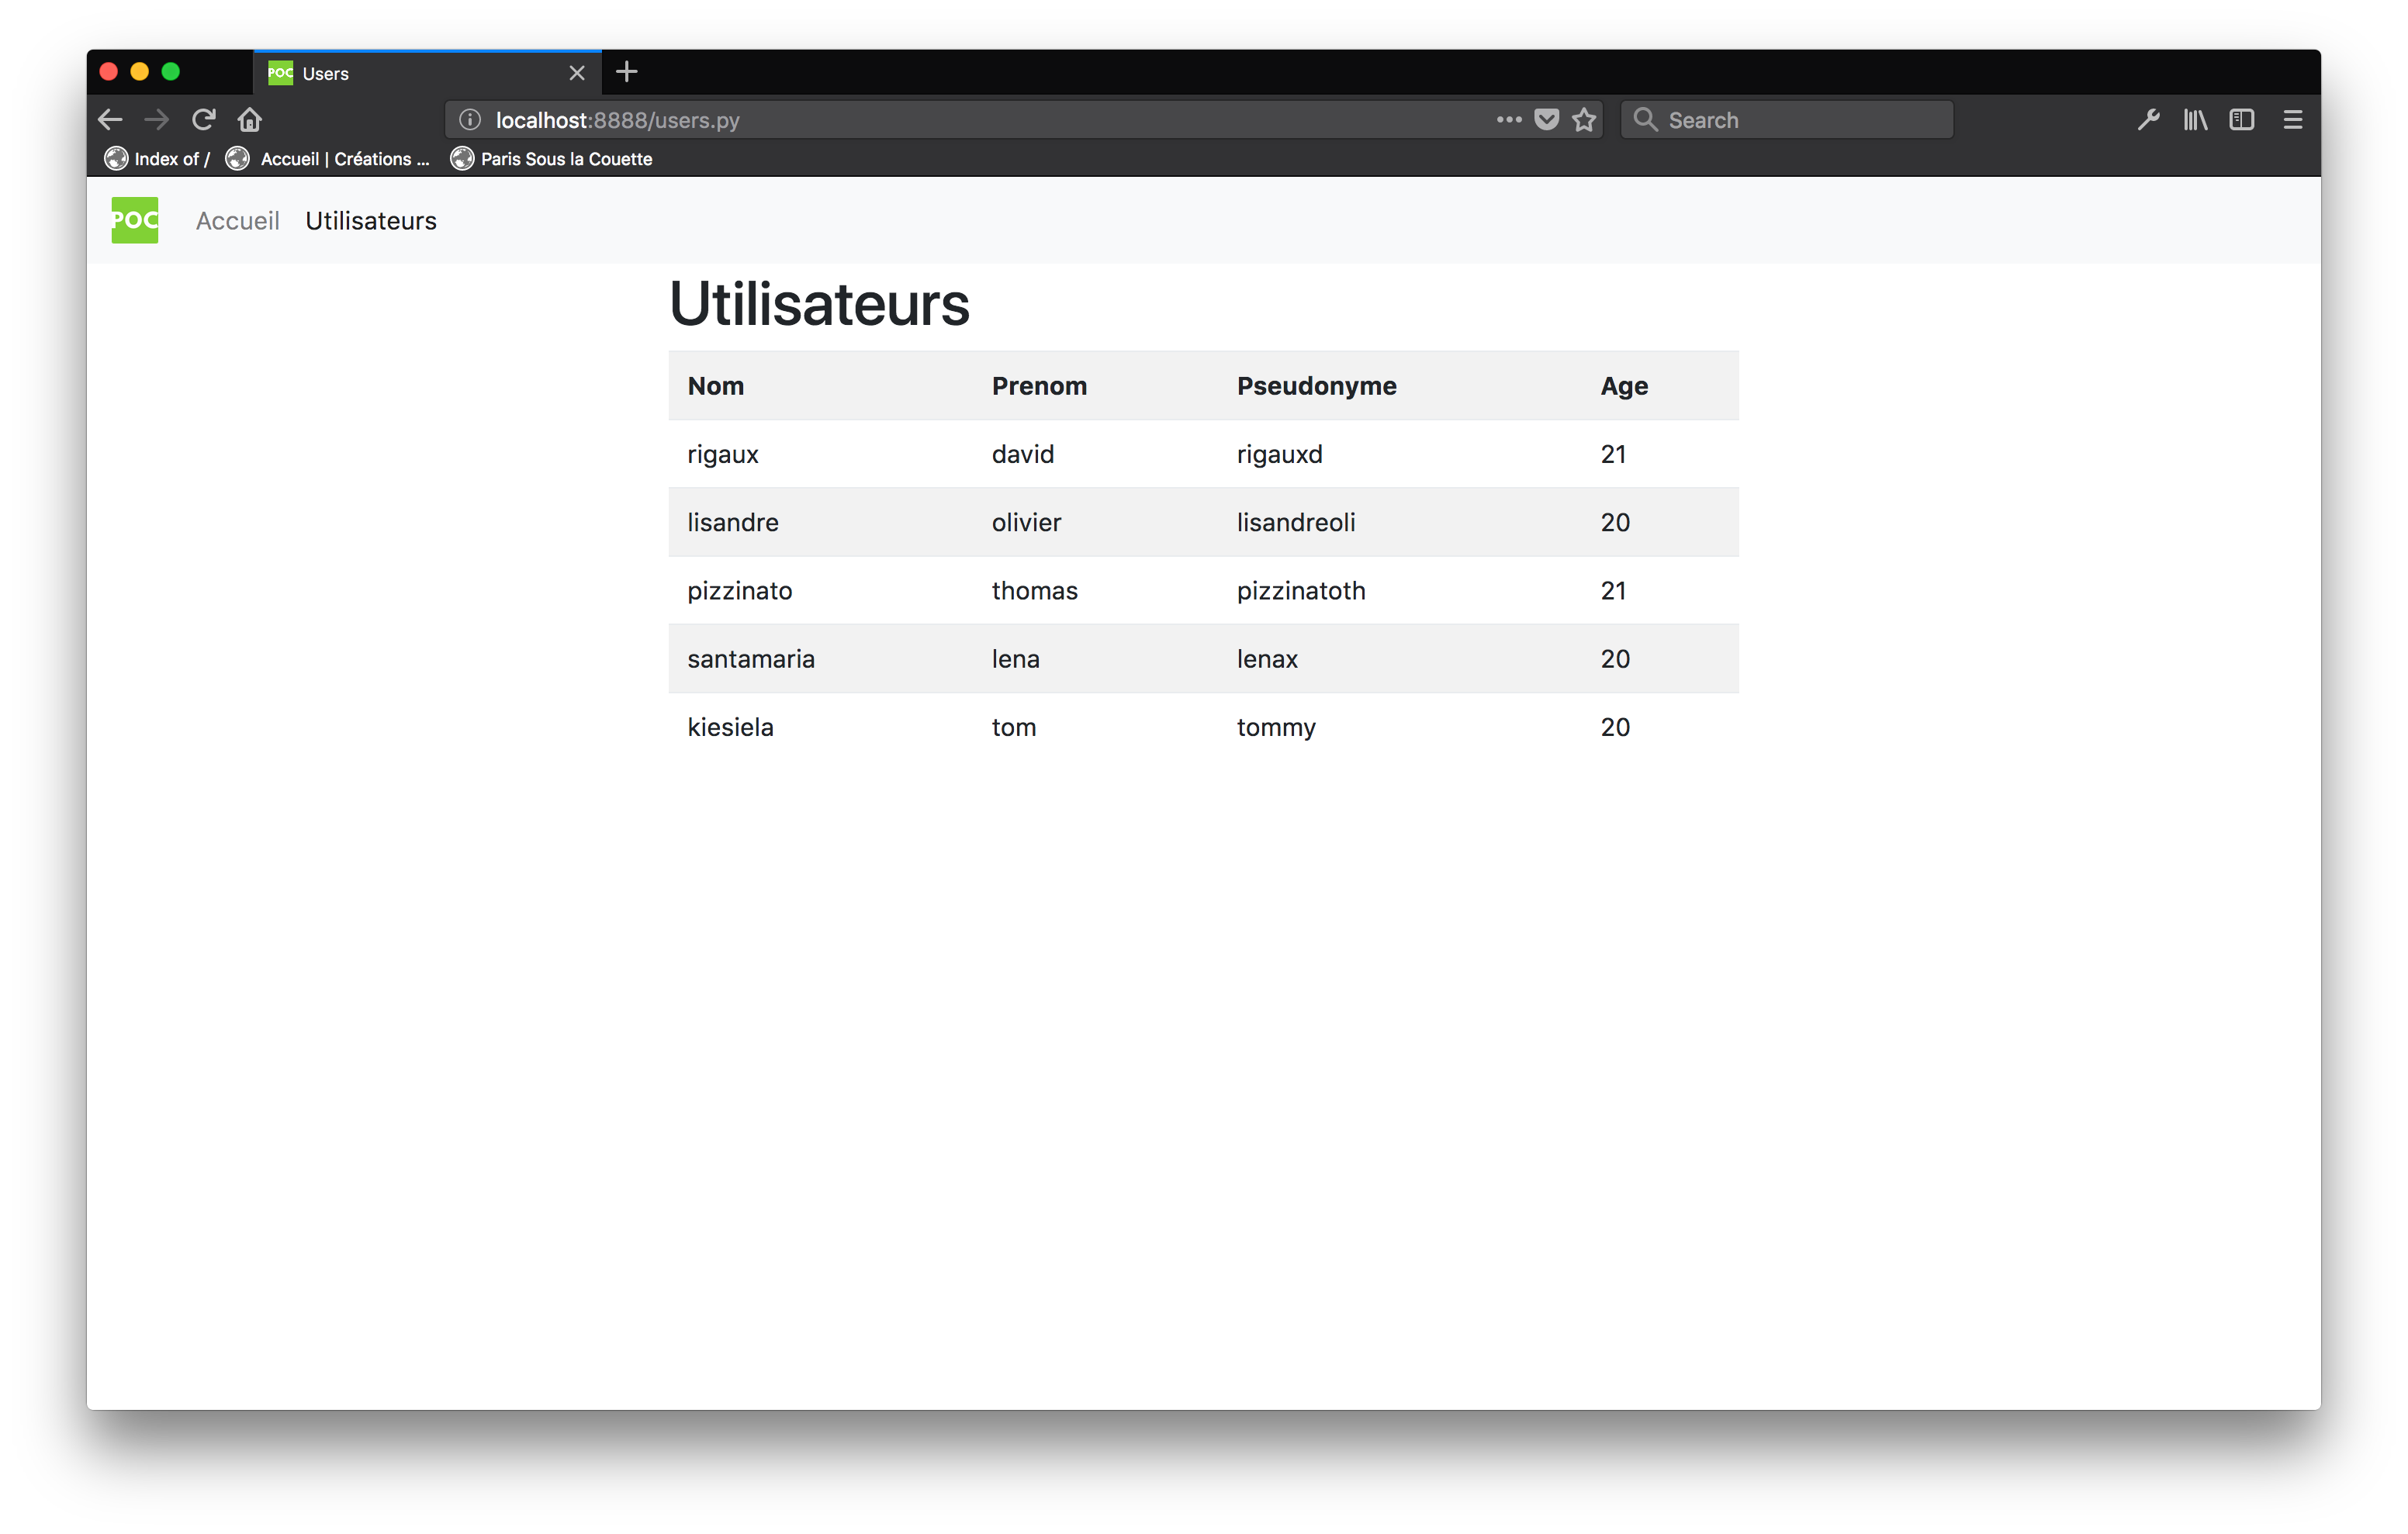 POC Users
localhost:8888/users.py Search
Index of / Accueil | Créations ... Paris Sous la Couette
POC Accueil Utilisateurs
Utilisateurs
Nom Prenom Pseudonyme Age
rigaux david rigauxd 21
lisandre olivier lisandreoli 20
pizzinato thomas pizzinatoth 21
santamaria lena lenax 20
kiesiela tom tommy 20